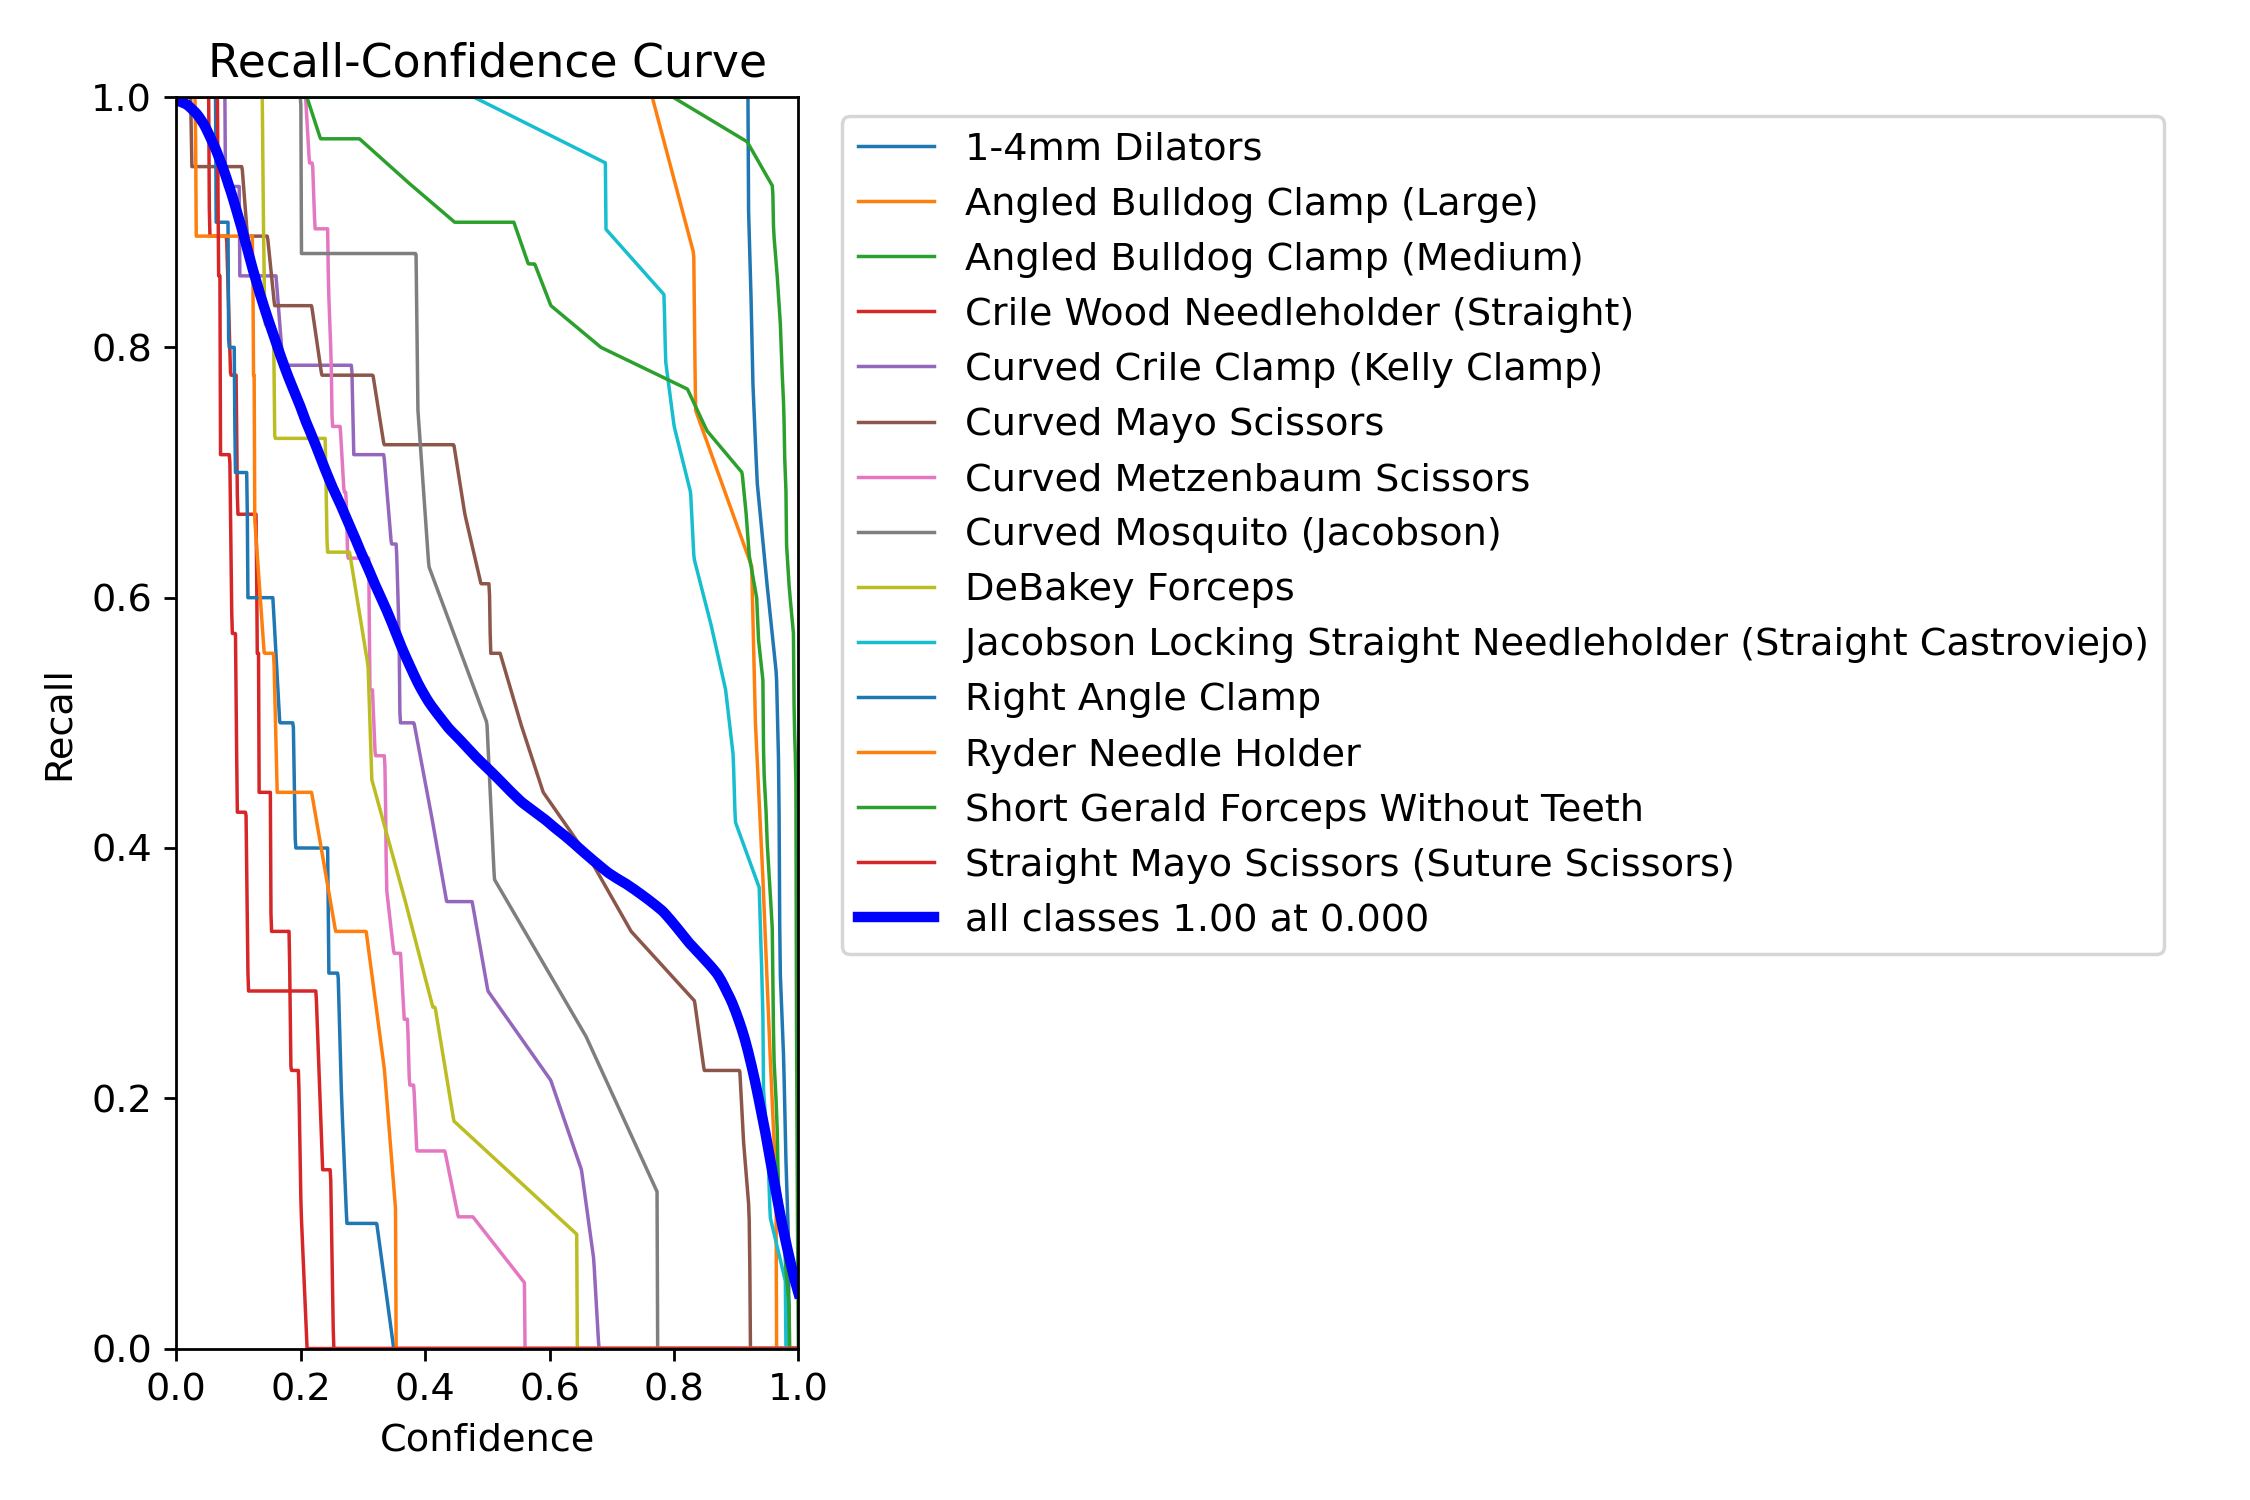 Recall-Confidence Curve
1.0
0.8
0.6
0.4
0.2
0.0
Recall
0.0 0.2 0.4 0.6 0.8 1.0
Confidence
1-4mm Dilators
Angled Bulldog Clamp (Large)
Angled Bulldog Clamp (Medium)
Crile Wood Needleholder (Straight)
Curved Crile Clamp (Kelly Clamp)
Curved Mayo Scissors
Curved Metzenbaum Scissors
Curved Mosquito (Jacobson)
DeBakey Forceps
Jacobson Locking Straight Needleholder (Straight Castroviejo)
Right Angle Clamp
Ryder Needle Holder
Short Gerald Forceps Without Teeth
Straight Mayo Scissors (Suture Scissors)
all classes 1.00 at 0.000